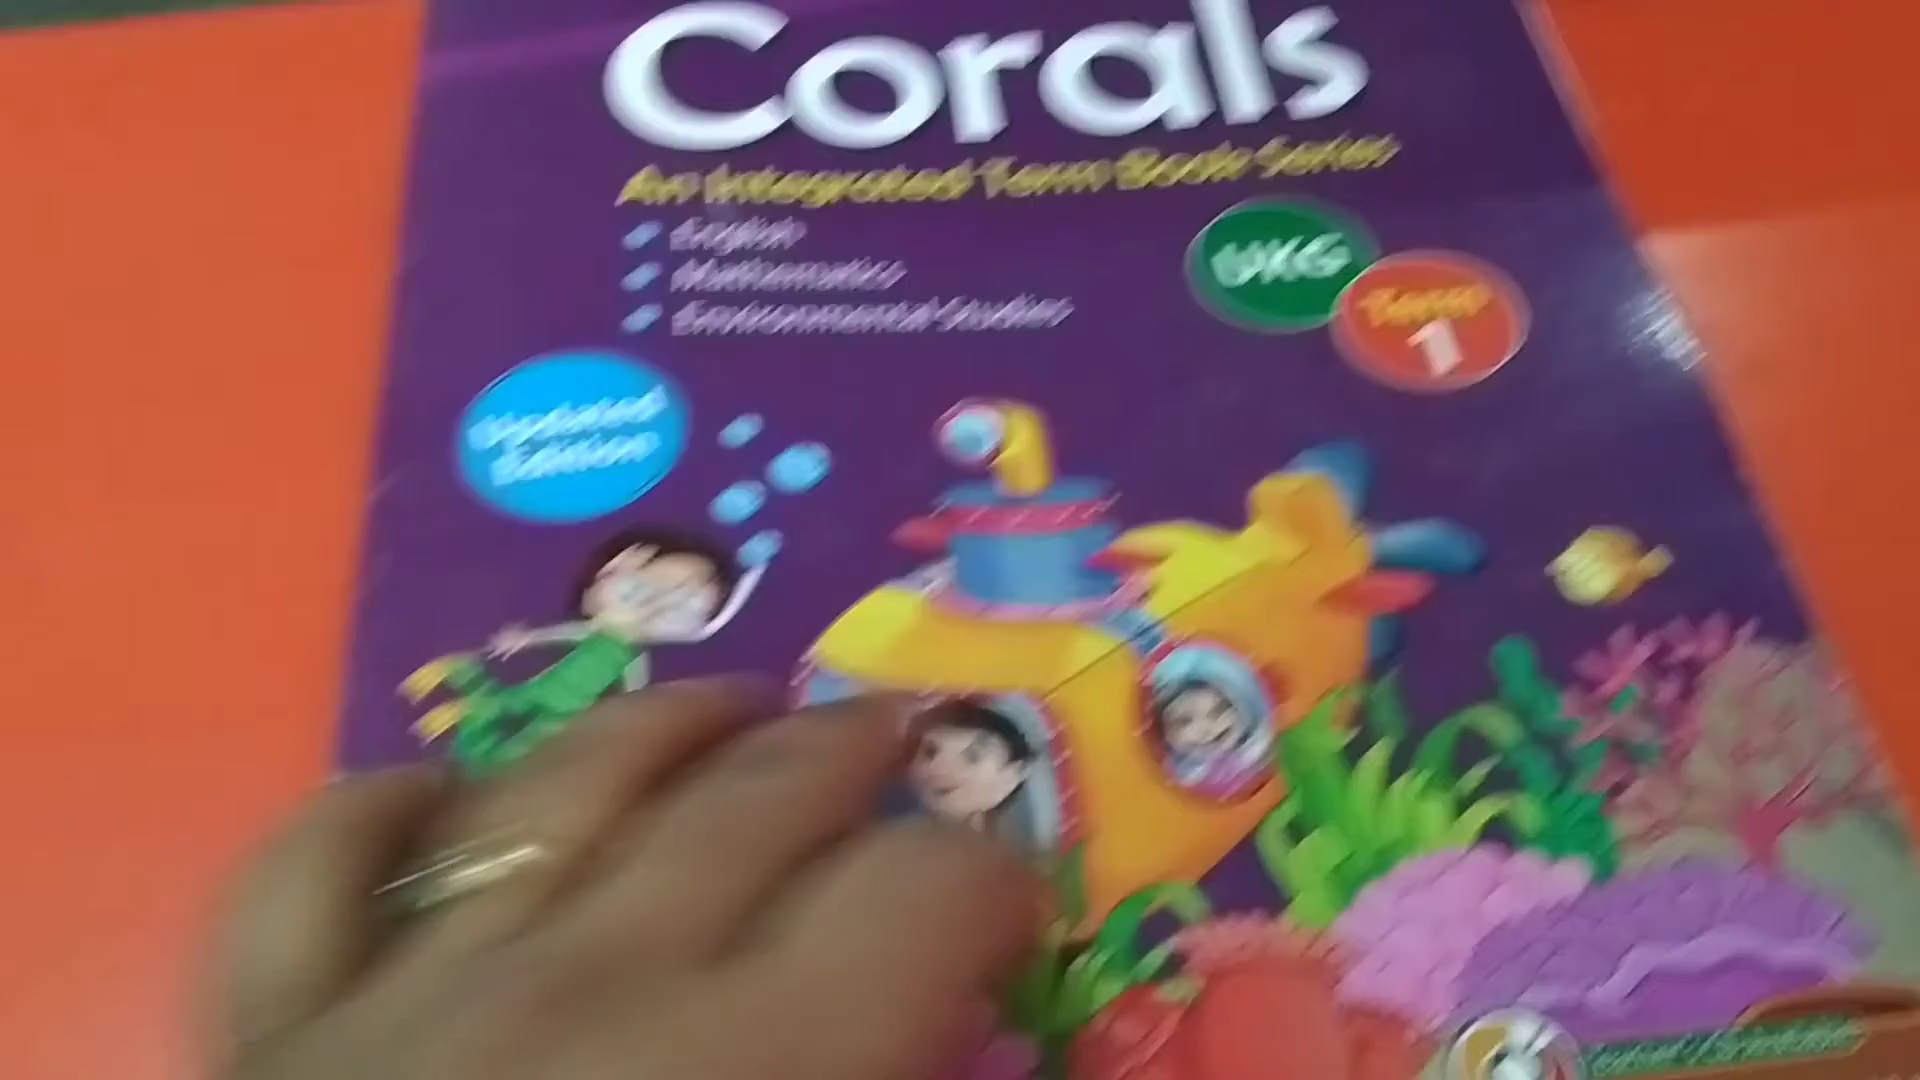 Corals
An Integrated Term Book Series
English
Mathematics
Environmental Studies
UKG
Term
1
Updated
Edition